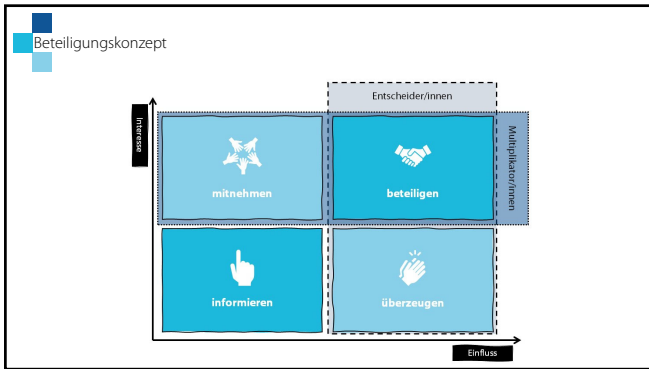 Beteiligungskonzept
Entscheider/innen
Interesse
Multiplikator/innen
mitnehmen
beteiligen
informieren
überzeugen
Einfluss